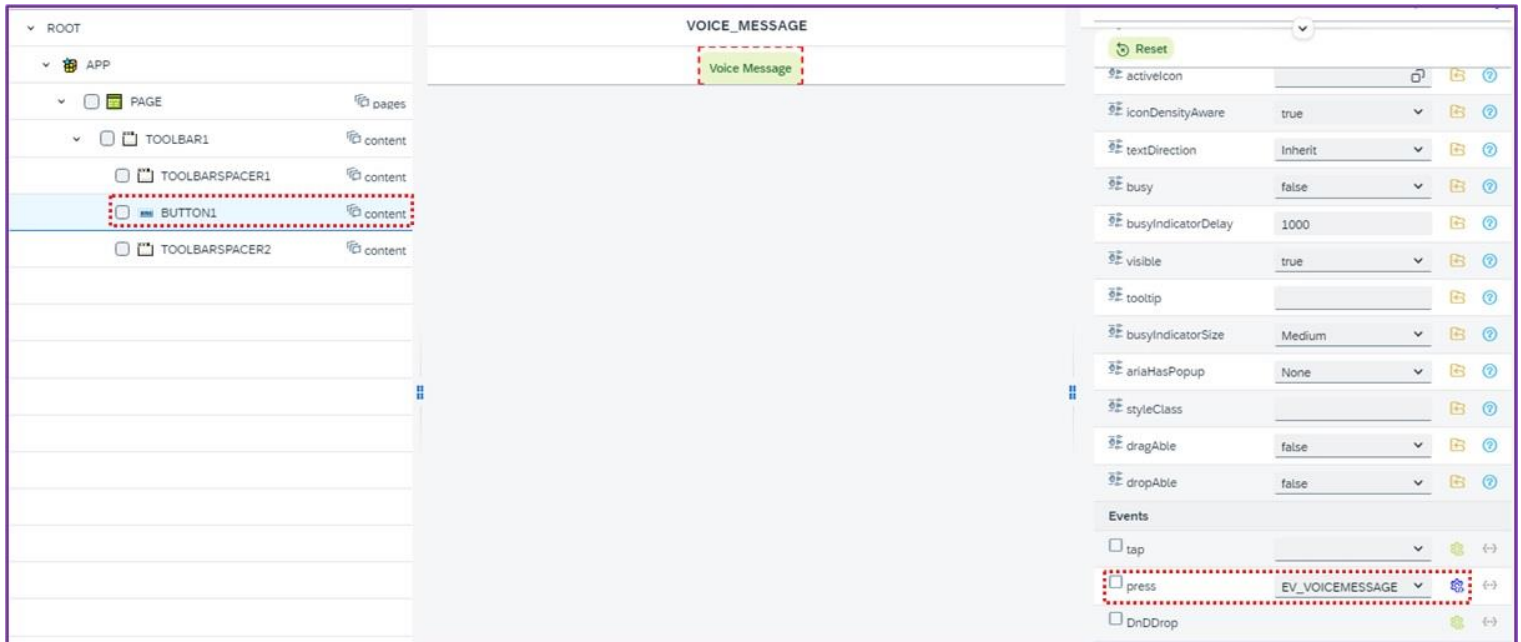 ROOT
APP
PAGE pages
TOOLBAR1 content
TOOLBARSPACER1 content
BUTTON1 content
TOOLBARSPACER2 content
VOICE_MESSAGE
Voice Message
Reset
activeIcon
iconDensityAware true
textDirection Inherit
busy false
busyIndicatorDelay 1000
visible true
tooltip
busyIndicatorSize Medium
ariaHasPopup None
styleClass
dragAble false
dropAble false
Events
tap
press EV_VOICEMESSAGE
DnDDrop